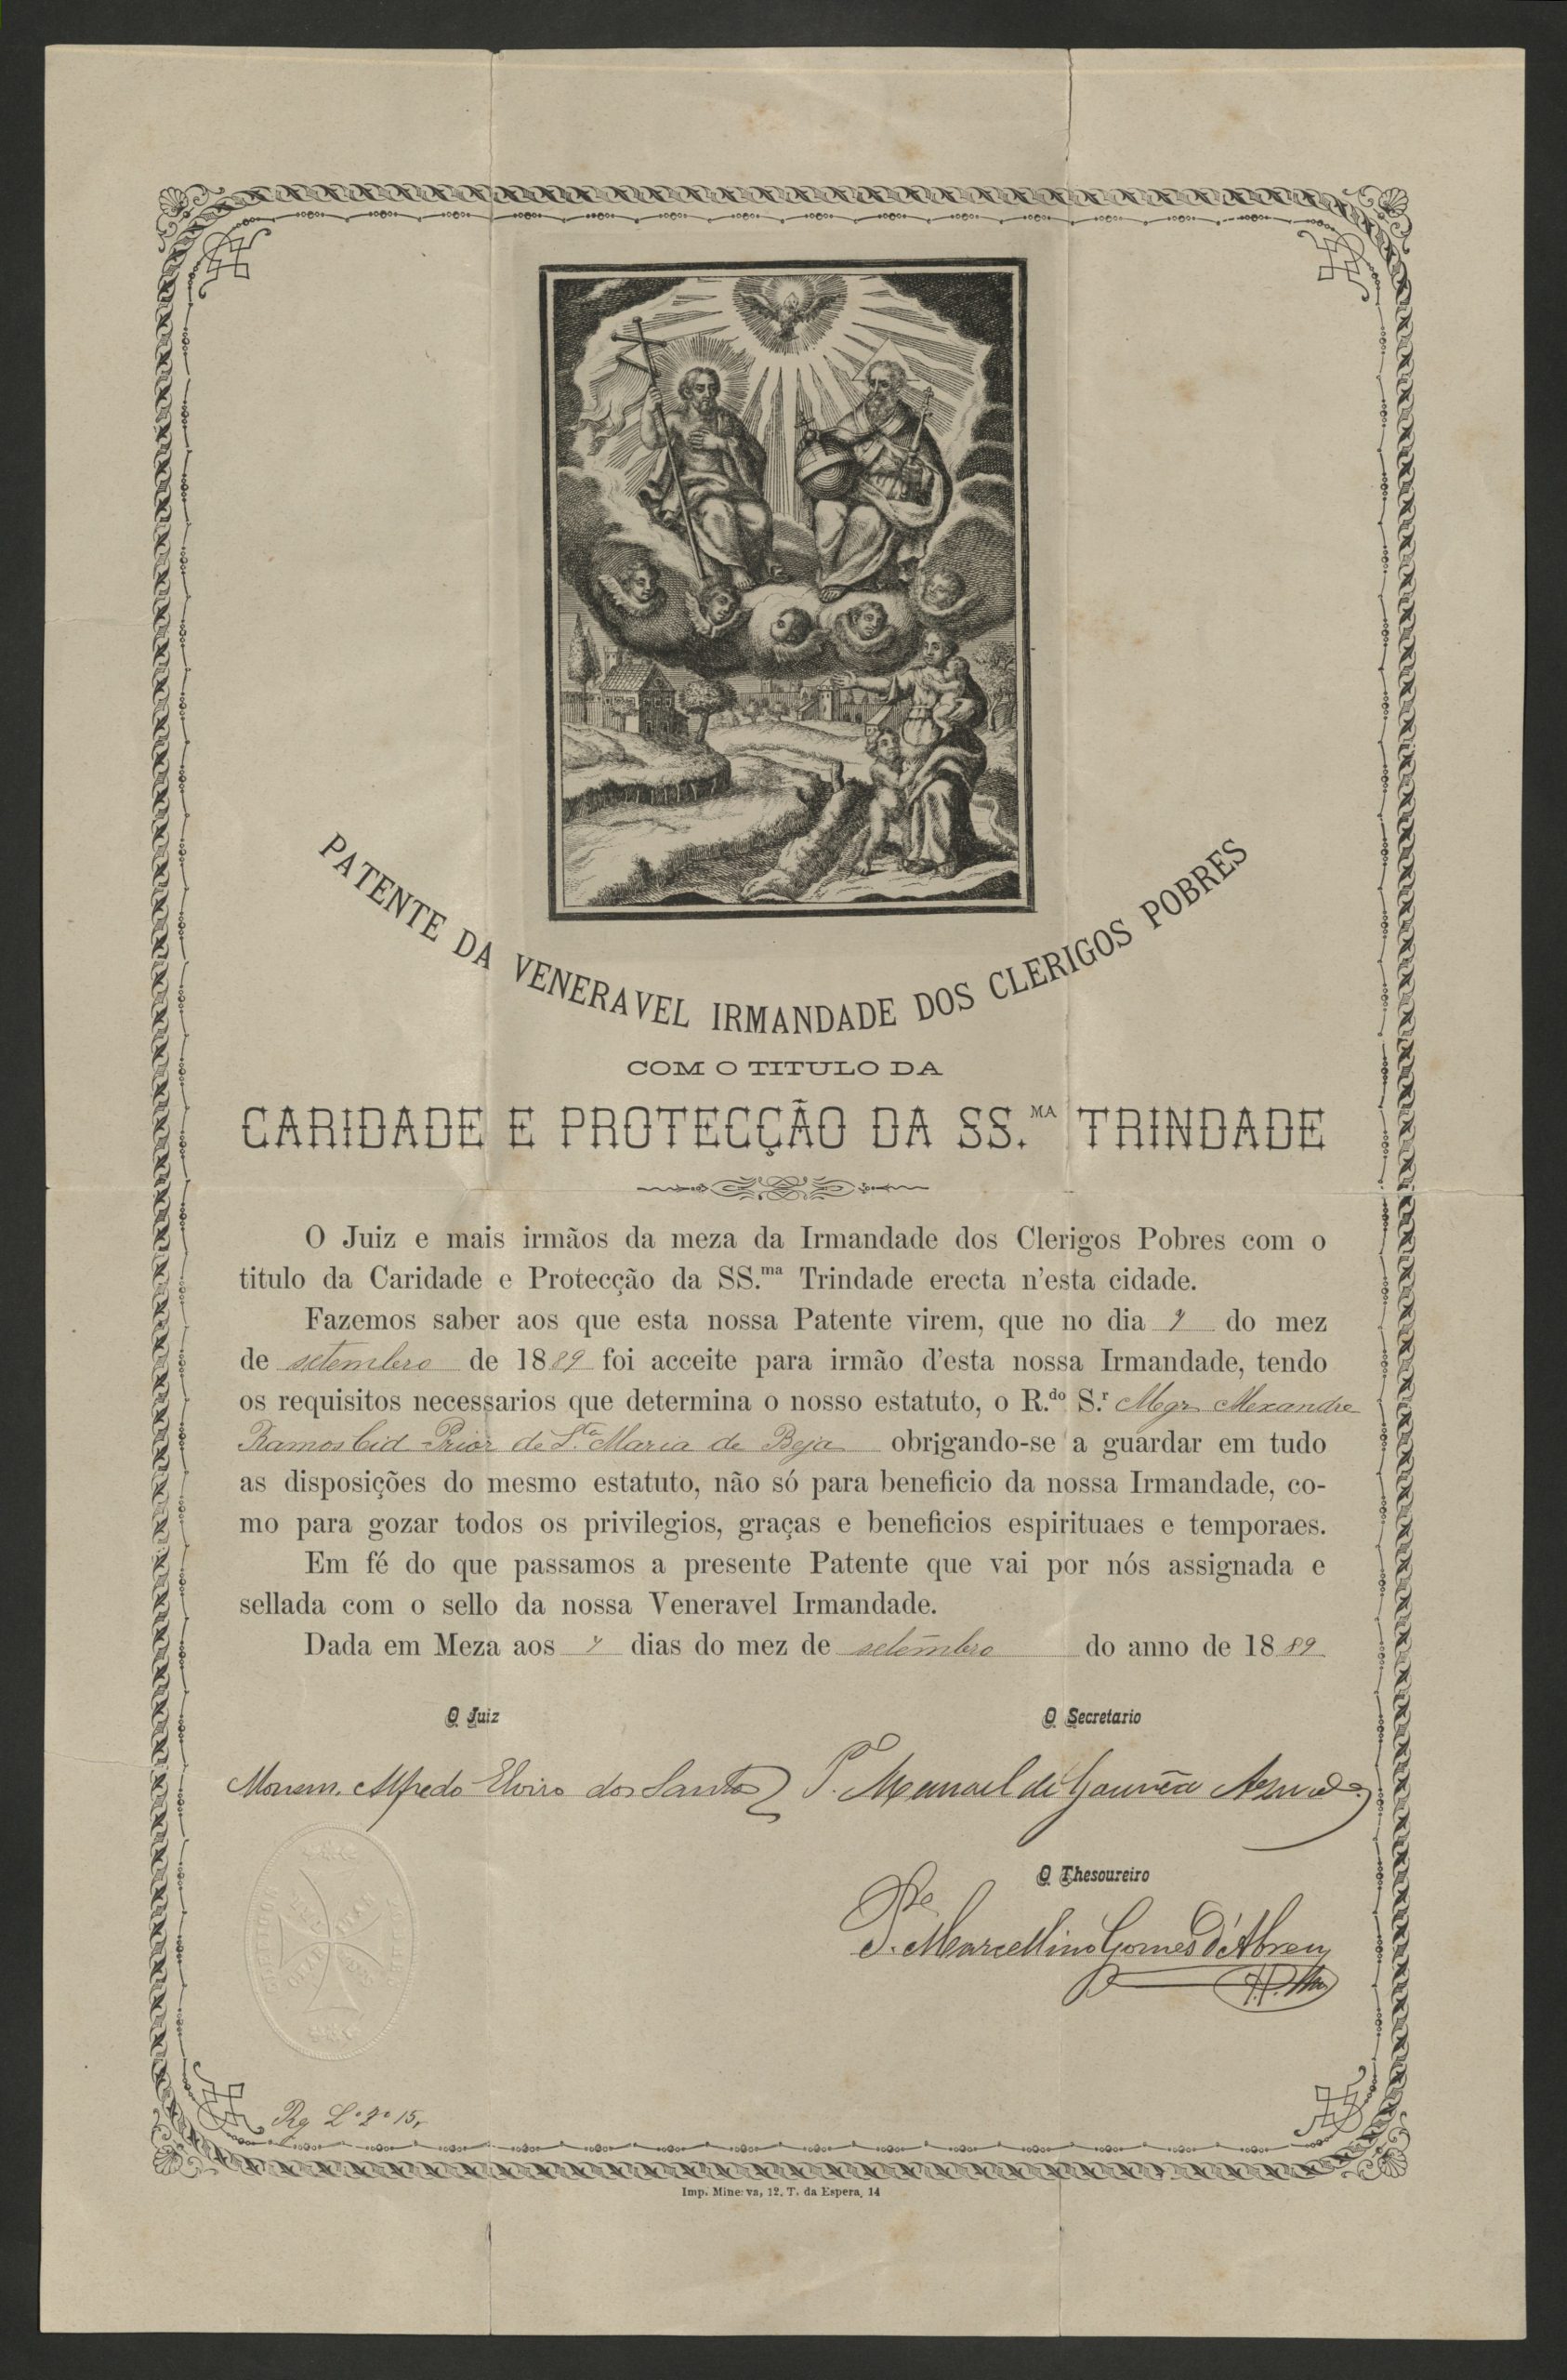 PATENTE DA VENERAVEL IRMANDADE DOS CLERIGOS POBRES
COM O TITULO DA
CARIDADE E PROTECÇÃO DA SS.MA TRINDADE
O Juiz e mais irmãos da meza da Irmandade dos Clerigos Pobres com o
titulo da Caridade e Protecção da SS.ma Trindade erecta n'esta cidade.
Fazemos saber aos que esta nossa Patente virem, que no dia do mez
de setembro de 1889 foi acceite para irmão d'esta nossa Irmandade, tendo
os requisitos necessarios que determina o nosso estatuto, o R.do S.r Alexandre
Ramos Cid Prior de S.ta Maria de Beja obrigando-se a guardar em tudo
as disposições do mesmo estatuto, não só para beneficio da nossa Irmandade, co-
mo para gozar todos os privilegios, graças e beneficios espirituaes e temporaes.
Em fé do que passamos a presente Patente que vai por nós assignada e
sellada com o sello da nossa Veneravel Irmandade.
Dada em Meza aos dias do mez de setembro do anno de 1889
O Juiz
O Secretario
Monsen. Alfredo Elviro dos Santos
P. Manoel de Gouvêa
O Thesoureiro
P.e Marcellino Gomes d'Abreu
Rg L.o 2o 15
Imp. Minerva, 12, T. da Espera, 14